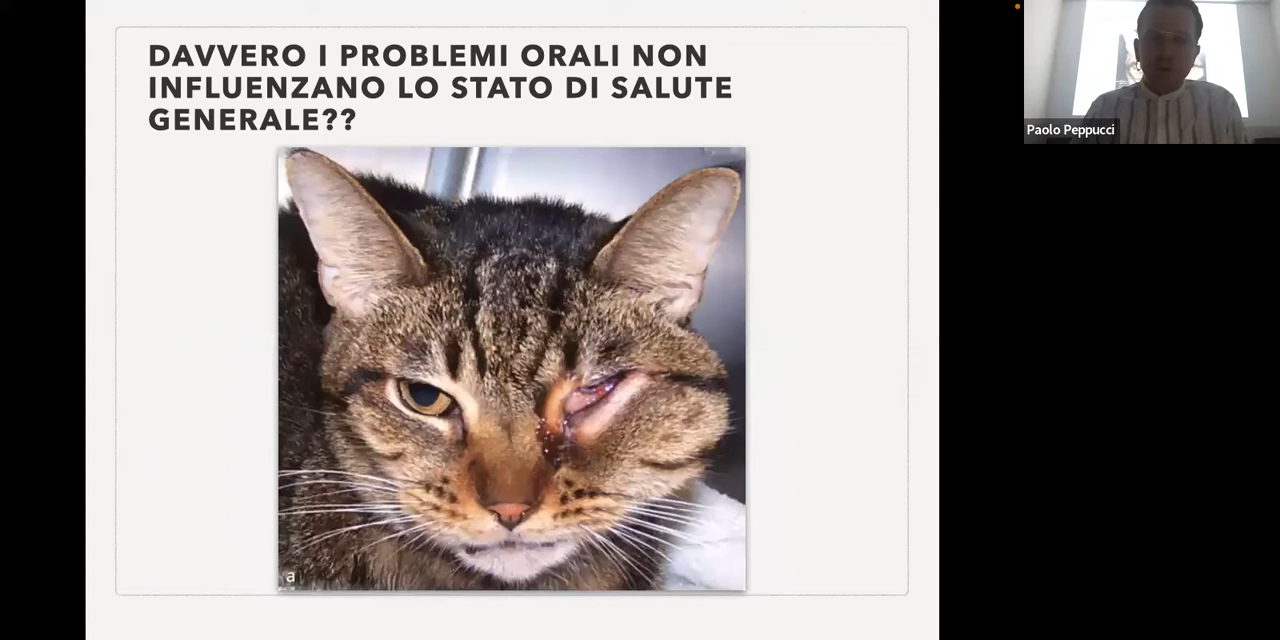 DAVVERO I PROBLEMI ORALI NON
INFLUENZANO LO STATO DI SALUTE
GENERALE??
Paolo Peppucci
a